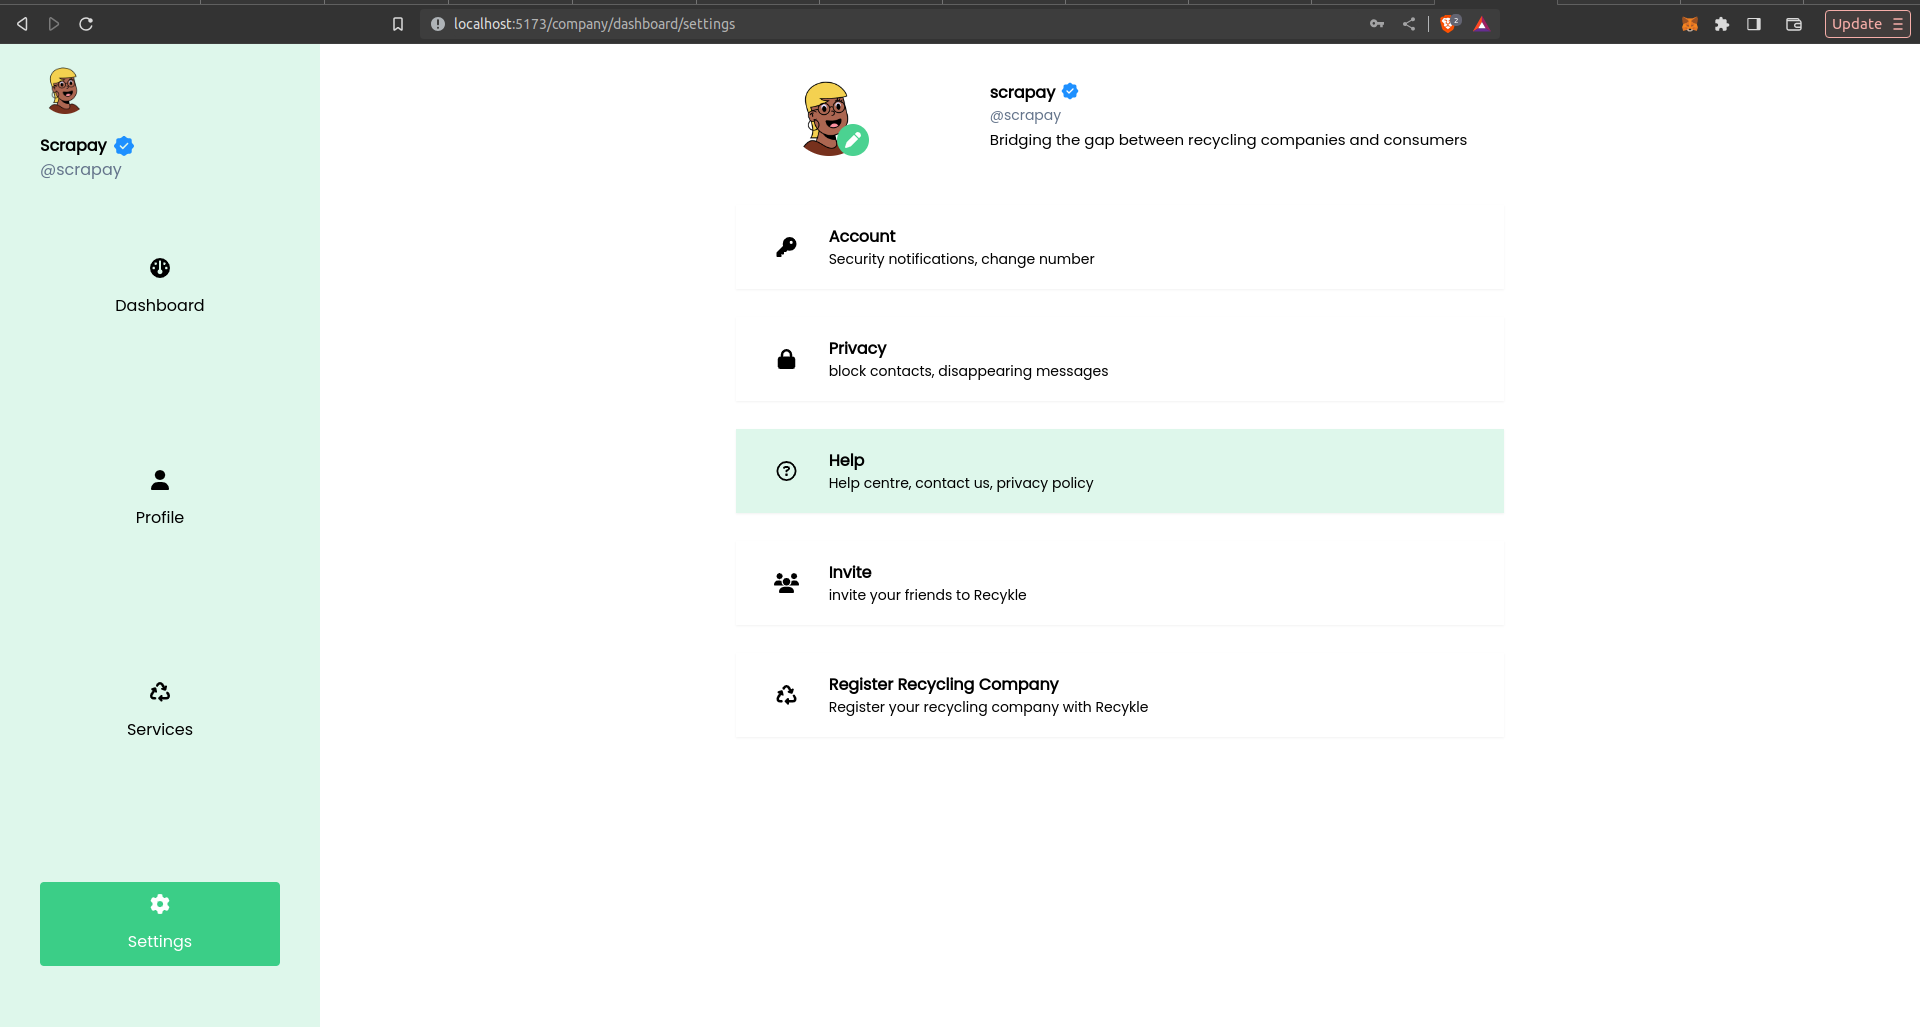 localhost:5173/company/dashboard/settings
2
Update
Scrapay
@scrapay
Dashboard
Profile
Services
Settings
scrapay
@scrapay
Bridging the gap between recycling companies and consumers
Account
Security notifications, change number
Privacy
block contacts, disappearing messages
Help
Help centre, contact us, privacy policy
Invite
invite your friends to Recykle
Register Recycling Company
Register your recycling company with Recykle